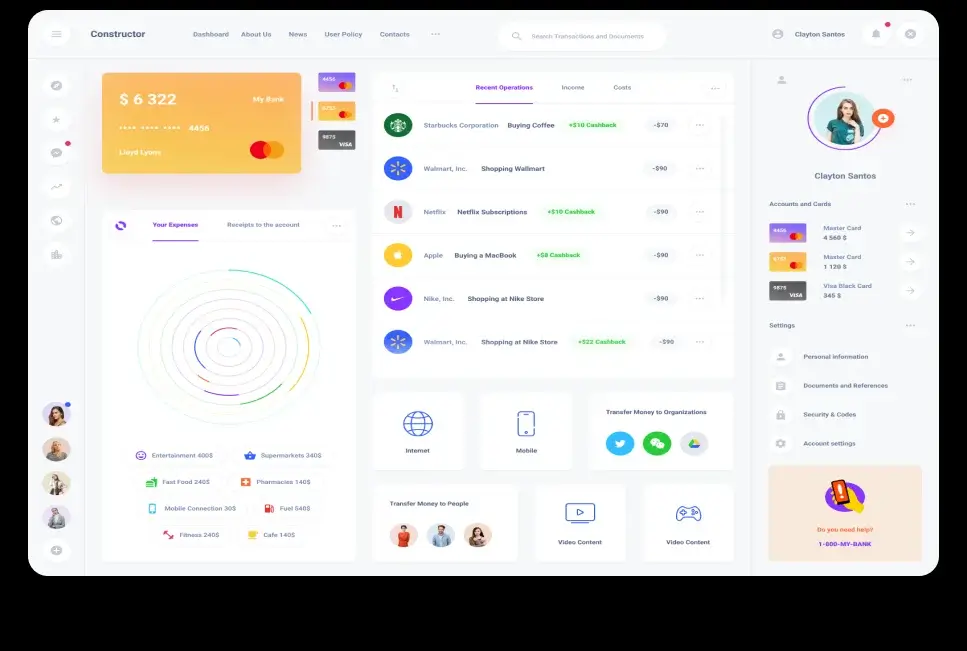 Constructor
Dashboard
About Us
News
User Policy
Contacts
Search Transactions and Documents
Clayton Santos
$ 6 322
My Bank
•••• •••• •••• 4456
Lloyd Lyons
4456
9875
VISA
Your Expenses
Receipts to the account
Entertainment 400$
Supermarkets 340$
Fast Food 240$
Pharmacies 140$
Mobile Connection 30$
Fuel 540$
Fitness 240$
Cafe 140$
Recent Operations
Income
Costs
Starbucks Corporation Buying Coffee +$10 Cashback -$70
Walmart, Inc. Shopping Wallmart -$90
Netflix Netflix Subscriptions +$10 Cashback -$90
Apple Buying a MacBook +$8 Cashback -$90
Nike, Inc. Shopping at Nike Store -$90
Walmart, Inc. Shopping at Nike Store +$22 Cashback -$90
Internet
Mobile
Transfer Money to Organizations
Transfer Money to People
Video Content
Video Content
Clayton Santos
Accounts and Cards
Master Card
4 560 $
Master Card
1 120 $
9875
VISA
Visa Black Card
345 $
Settings
Personal information
Documents and References
Security & Codes
Account settings
Do you need help?
1-800-MY-BANK